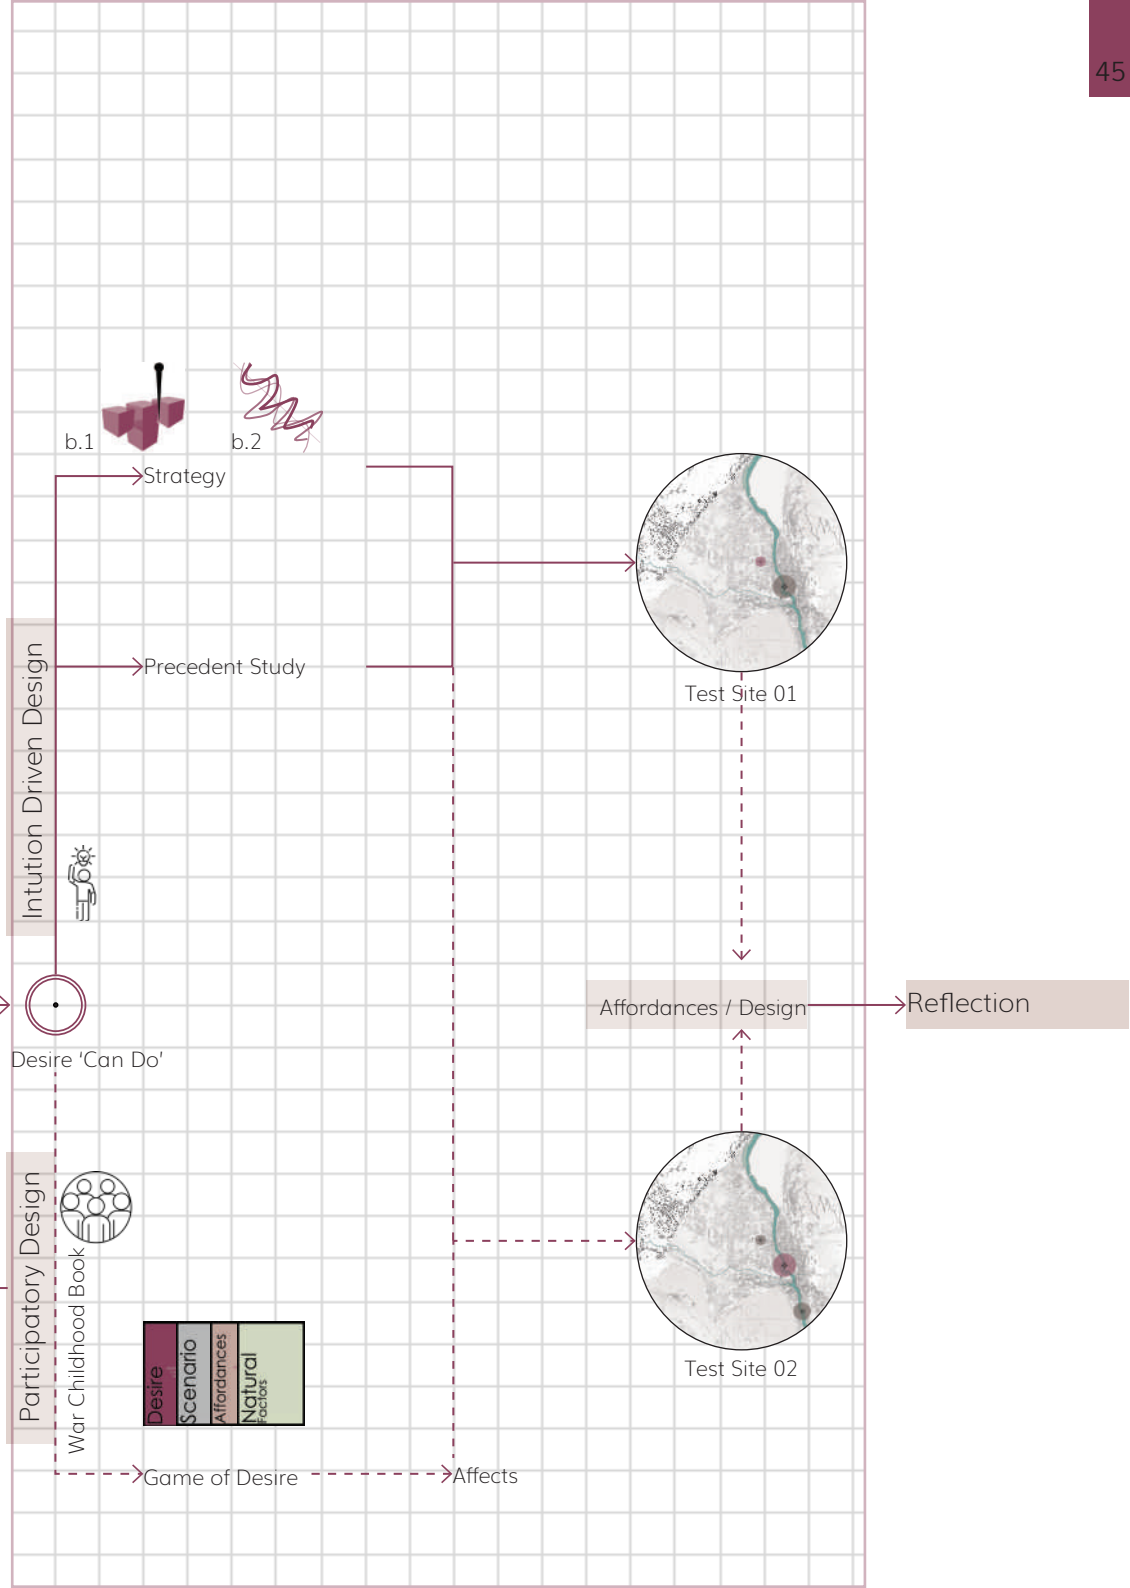 45
b.1
b.2
Strategy
Precedent Study
Intution Driven Design
Test Site 01
Affordances / Design
Reflection
Desire 'Can Do'
Participatory Design
War Childhood Book
Desire
Scenario
Affordances
Natural
Factors
Test Site 02
Game of Desire
Affects